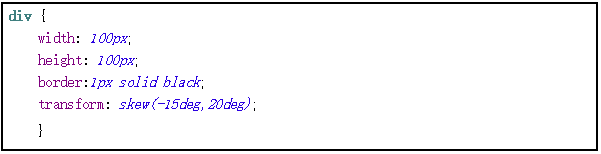 div {
width: 100px;
height: 100px;
border:1px solid black;
transform: skew(-15deg,20deg);
}